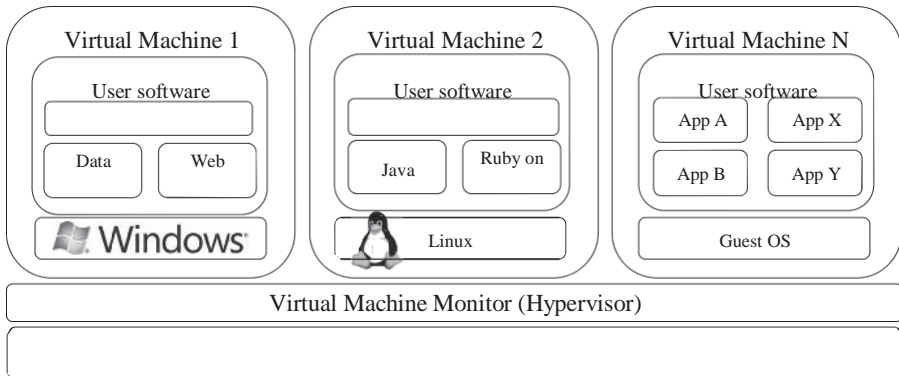 Virtual Machine 1
User software
Data
Web
Windows
Virtual Machine 2
User software
Java
Ruby on
Linux
Virtual Machine N
User software
App A
App X
App B
App Y
Guest OS
Virtual Machine Monitor (Hypervisor)